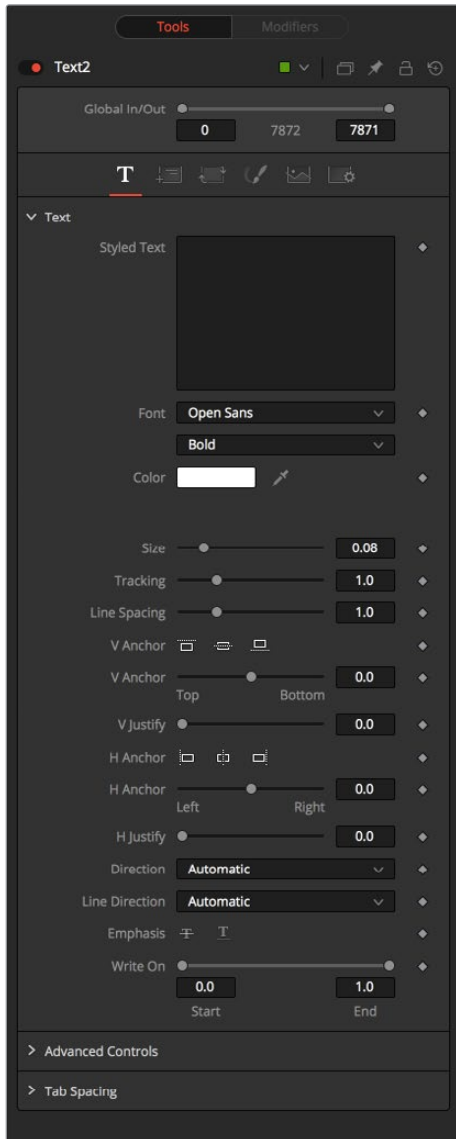 Tools Modifiers
Text2
Global In/Out
0 7872 7871
T
Text
Styled Text
Font Open Sans
Bold
Color
Size 0.08
Tracking 1.0
Line Spacing 1.0
V Anchor
V Anchor 0.0
Top Bottom
V Justify 0.0
H Anchor
H Anchor 0.0
Left Right
H Justify 0.0
Direction Automatic
Line Direction Automatic
Emphasis T T
Write On
0.0 1.0
Start End
Advanced Controls
Tab Spacing